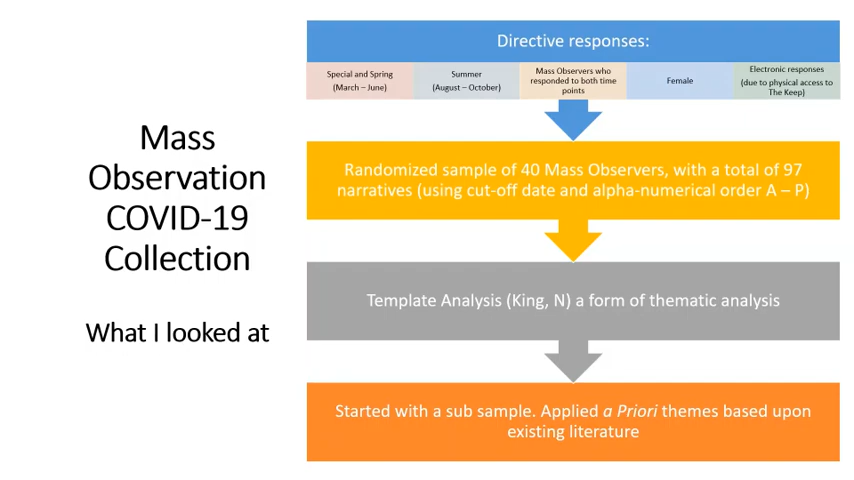 Mass
Observation
COVID-19
Collection
What I looked at
Directive responses:
Special and Spring
(March – June)
Summer
(August – October)
Mass Observers who
responded to both time
points
Female
Electronic responses
(due to physical access to
The Keep)
Randomized sample of 40 Mass Observers, with a total of 97
narratives (using cut-off date and alpha-numerical order A – P)
Template Analysis (King, N) a form of thematic analysis
Started with a sub sample. Applied a Priori themes based upon
existing literature